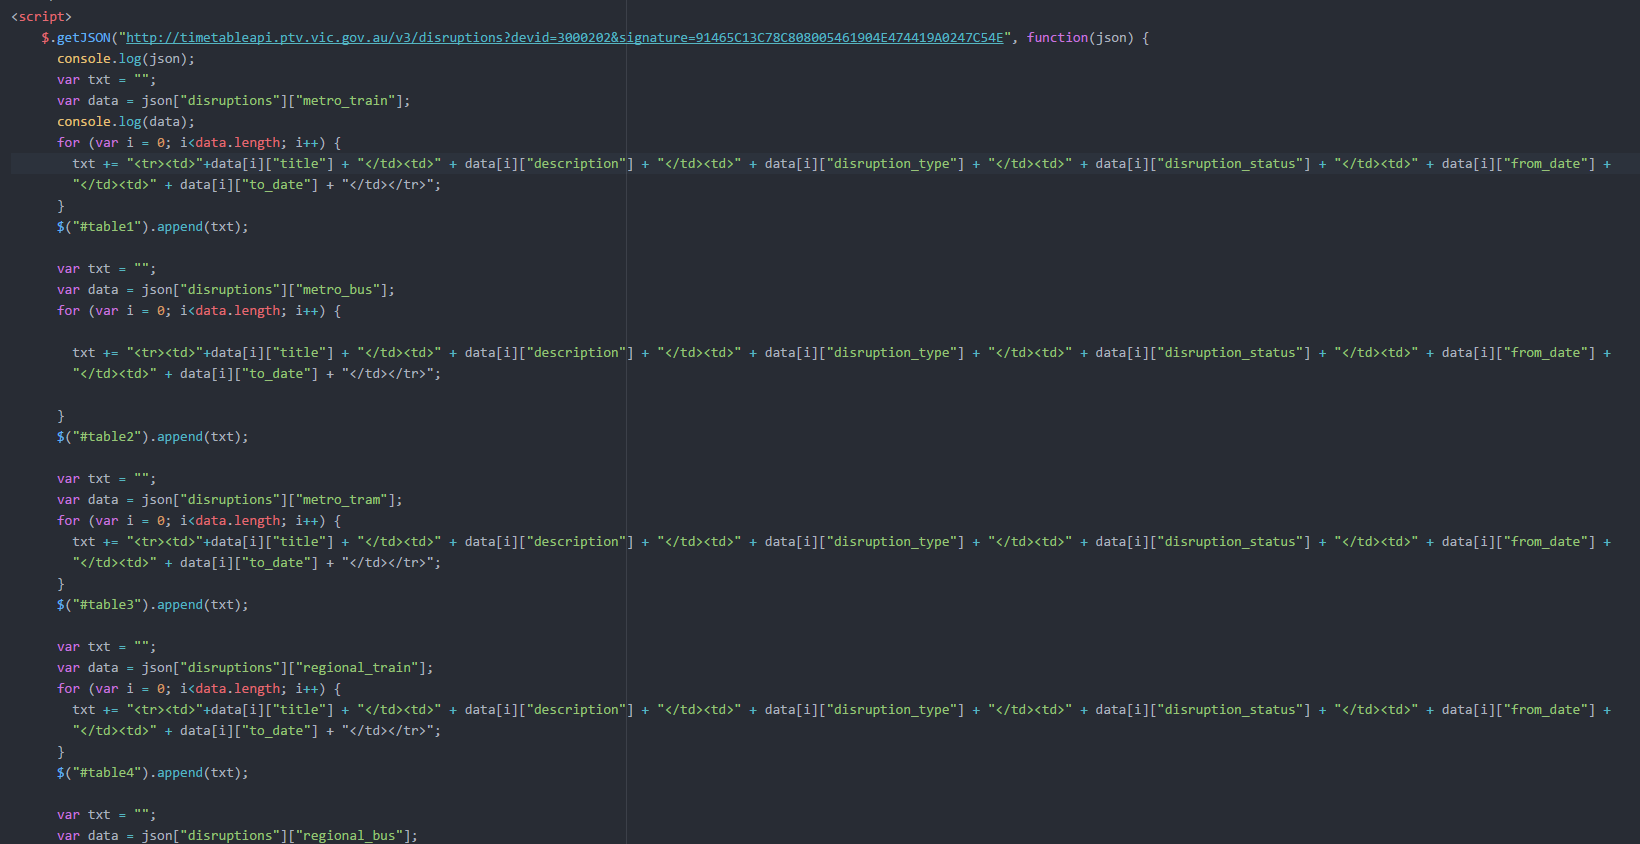 <script>
$.getJSON("http://timetableapi.ptv.vic.gov.au/v3/disruptions?devid=3000202&signature=91465C13C78C808005461904E474419A0247C54E", function(json) {
console.log(json);
var txt = "";
var data = json["disruptions"]["metro_train"];
console.log(data);
for (var i = 0; i<data.length; i++) {
txt += "<tr><td>"+data[i]["title"] + "</td><td>" + data[i]["description"] + "</td><td>" + data[i]["disruption_type"] + "</td><td>" + data[i]["disruption_status"] + "</td><td>" + data[i]["from_date"] +
"</td><td>" + data[i]["to_date"] + "</td></tr>";
}
$("#table1").append(txt);
var txt = "";
var data = json["disruptions"]["metro_bus"];
for (var i = 0; i<data.length; i++) {
txt += "<tr><td>"+data[i]["title"] + "</td><td>" + data[i]["description"] + "</td><td>" + data[i]["disruption_type"] + "</td><td>" + data[i]["disruption_status"] + "</td><td>" + data[i]["from_date"] +
"</td><td>" + data[i]["to_date"] + "</td></tr>";
}
$("#table2").append(txt);
var txt = "";
var data = json["disruptions"]["metro_tram"];
for (var i = 0; i<data.length; i++) {
txt += "<tr><td>"+data[i]["title"] + "</td><td>" + data[i]["description"] + "</td><td>" + data[i]["disruption_type"] + "</td><td>" + data[i]["disruption_status"] + "</td><td>" + data[i]["from_date"] +
"</td><td>" + data[i]["to_date"] + "</td></tr>";
}
$("#table3").append(txt);
var txt = "";
var data = json["disruptions"]["regional_train"];
for (var i = 0; i<data.length; i++) {
txt += "<tr><td>"+data[i]["title"] + "</td><td>" + data[i]["description"] + "</td><td>" + data[i]["disruption_type"] + "</td><td>" + data[i]["disruption_status"] + "</td><td>" + data[i]["from_date"] +
"</td><td>" + data[i]["to_date"] + "</td></tr>";
}
$("#table4").append(txt);
var txt = "";
var data = json["disruptions"]["regional_bus"];